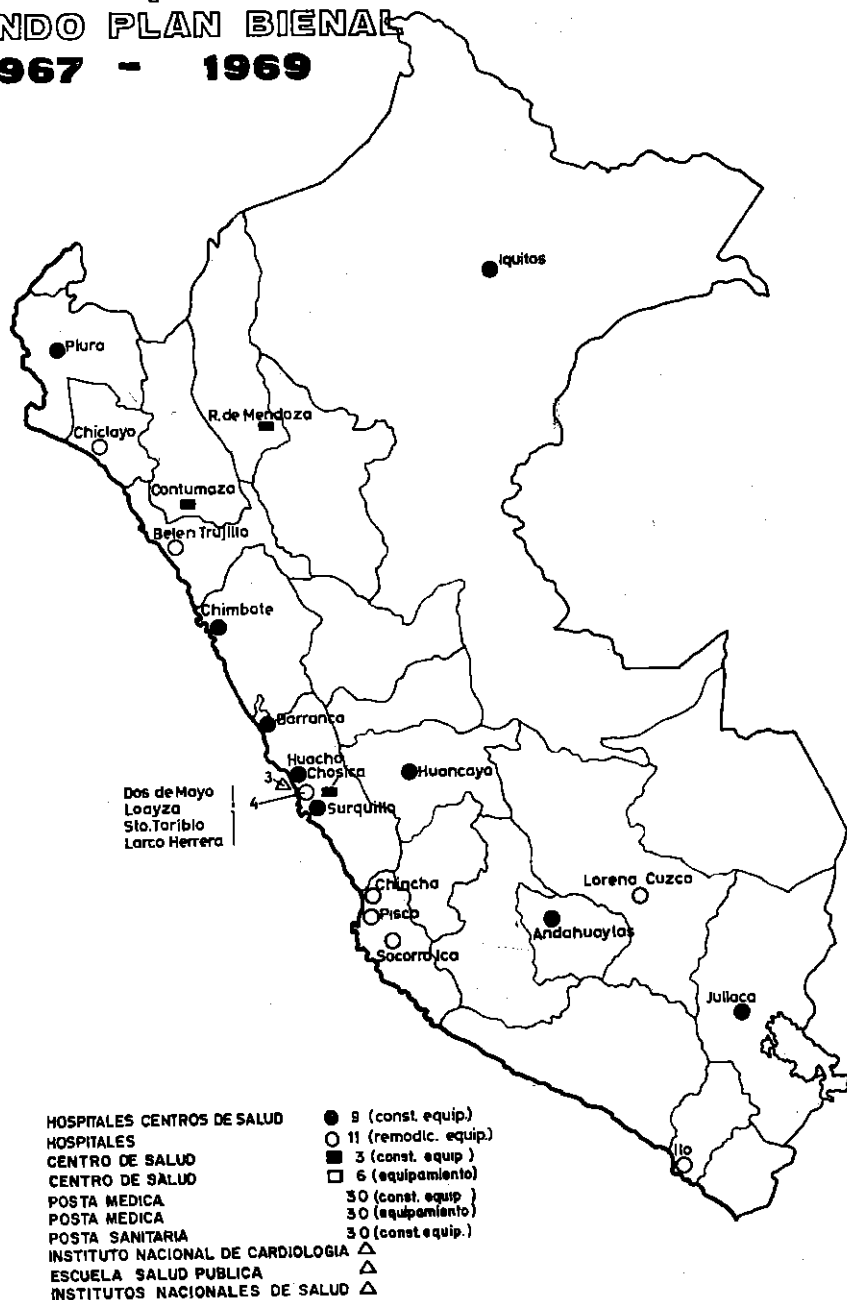 NDO PLAN BIENAL
967 - 1969
Iquitos
Piura
R. de Mendoza
Chiclayo
Contumaza
Belen Trujillo
Chimbote
Barranca
Huacho
Chosica
Huancayo
3
4
Surquillo
Dos de Mayo
Loayza
Sto. Toribio
Larco Herrera
Chincha
Pisco
Socorro Ica
Lorena Cuzco
Andahuaylas
Juliaca
Ilo
HOSPITALES CENTROS DE SALUD 9 (const. equip.)
HOSPITALES 11 (remodlc. equip.)
CENTRO DE SALUD 3 (const. equip )
CENTRO DE SALUD 6 (equipamiento)
POSTA MEDICA 30 (const. equip )
POSTA MEDICA 30 (equipamiento)
POSTA SANITARIA 30 (const equip.)
INSTITUTO NACIONAL DE CARDIOLOGIA
ESCUELA SALUD PUBLICA
INSTITUTOS NACIONALES DE SALUD